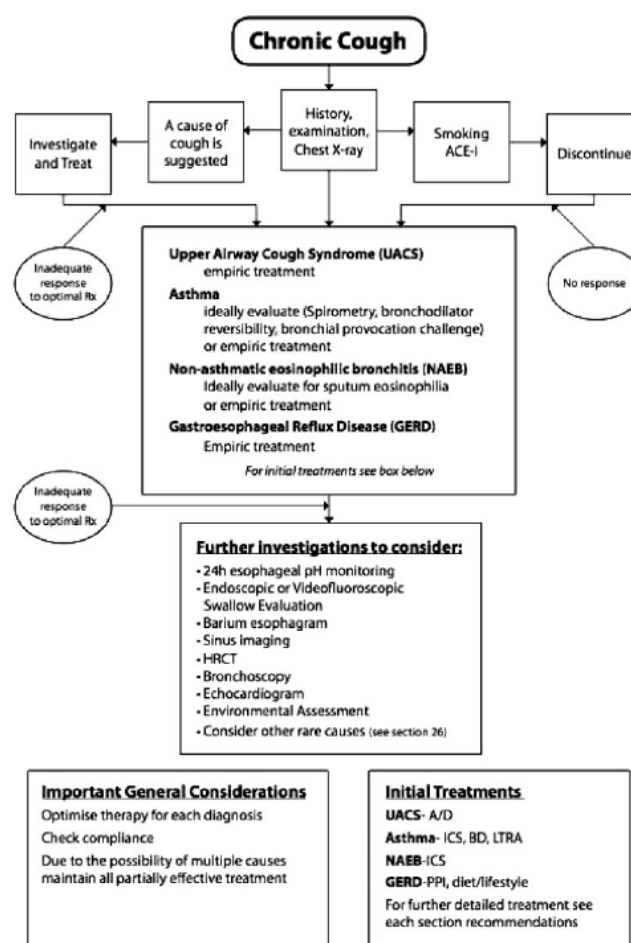 Chronic Cough
Investigate
and Treat
A cause of
cough is
suggested
History,
examination,
Chest X-ray
Smoking
ACE-I
Discontinue
Inadequate
response
to optimal Rx
No response
Upper Airway Cough Syndrome (UACS)
empiric treatment
Asthma
ideally evaluate (Spirometry, bronchodilator
reversibility, bronchial provocation challenge)
or empiric treatment
Non-asthmatic eosinophilic bronchitis (NAEB)
Ideally evaluate for sputum eosinophilia
or empiric treatment
Gastroesophageal Reflux Disease (GERD)
Empiric treatment
For initial treatments see box below
Inadequate
response
to optimal Rx
Further investigations to consider:
• 24h esophageal pH monitoring
• Endoscopic or Videofluoroscopic
Swallow Evaluation
• Barium esophagram
• Sinus imaging
• HRCT
• Bronchoscopy
• Echocardiogram
• Environmental Assessment
• Consider other rare causes (see section 26)
Important General Considerations
Optimise therapy for each diagnosis
Check compliance
Due to the possibility of multiple causes
maintain all partially effective treatment
Initial Treatments
UACS- A/D
Asthma- ICS, BD, LTRA
NAEB-ICS
GERD-PPI, diet/lifestyle
For further detailed treatment see
each section recommendations